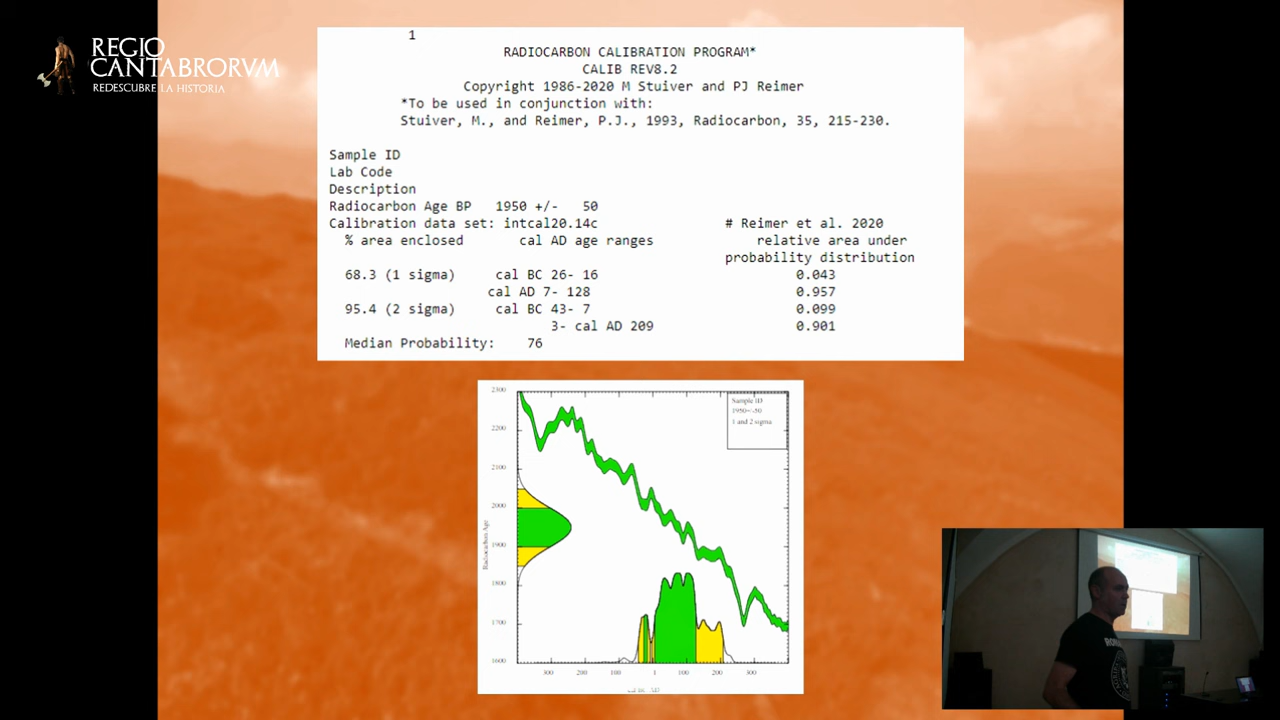 REGIO
CANTABRORVM
REDESCUBRE LA HISTORIA
1
RADIOCARBON CALIBRATION PROGRAM*
CALIB REV8.2
Copyright 1986-2020 M Stuiver and PJ Reimer
*To be used in conjunction with:
Stuiver, M., and Reimer, P.J., 1993, Radiocarbon, 35, 215-230.
Sample ID
Lab Code
Description
Radiocarbon Age BP 1950 +/- 50
Calibration data set: intcal20.14c # Reimer et al. 2020
% area enclosed cal AD age ranges relative area under
probability distribution
68.3 (1 sigma) cal BC 26- 16 0.043
cal AD 7- 128 0.957
95.4 (2 sigma) cal BC 43- 7 0.099
3- cal AD 209 0.901
Median Probability: 76
2300
Sample ID
1950+/-50
1 and 2 sigma
2200
2100
2000
1900
1800
1700
1600
Radiocarbon Age
300 200 100 1 100 200 300